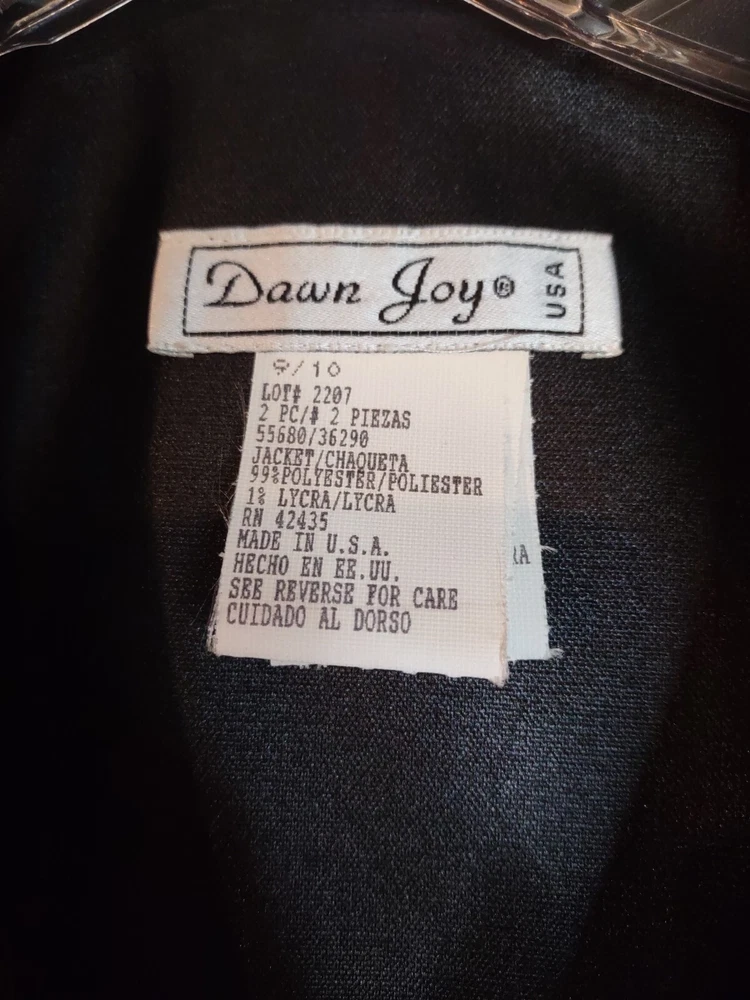 Dawn Joy® USA
9/10
LOT# 2207
2 PC/# 2 PIEZAS
55680/36290
JACKET/CHAQUETA
99%POLYESTER/POLIESTER
1% LYCRA/LYCRA
RN 42435
MADE IN U.S.A.
HECHO EN EE.UU.
SEE REVERSE FOR CARE
CUIDADO AL DORSO
RA